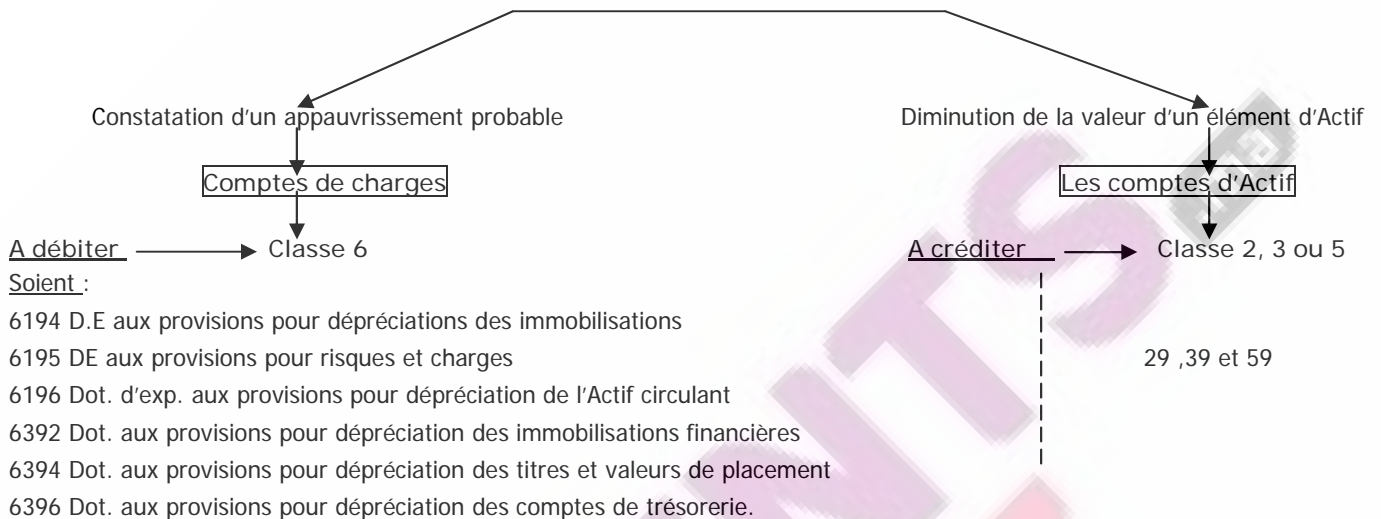 Constatation d'un appauvrissement probable
Diminution de la valeur d'un élément d'Actif
Comptes de charges
Les comptes d'Actif
A débiter Classe 6
A créditer Classe 2, 3 ou 5
Soient :
6194 D.E aux provisions pour dépréciations des immobilisations
6195 DE aux provisions pour risques et charges
29 ,39 et 59
6196 Dot. d'exp. aux provisions pour dépréciation de l'Actif circulant
6392 Dot. aux provisions pour dépréciation des immobilisations financières
6394 Dot. aux provisions pour dépréciation des titres et valeurs de placement
6396 Dot. aux provisions pour dépréciation des comptes de trésorerie.